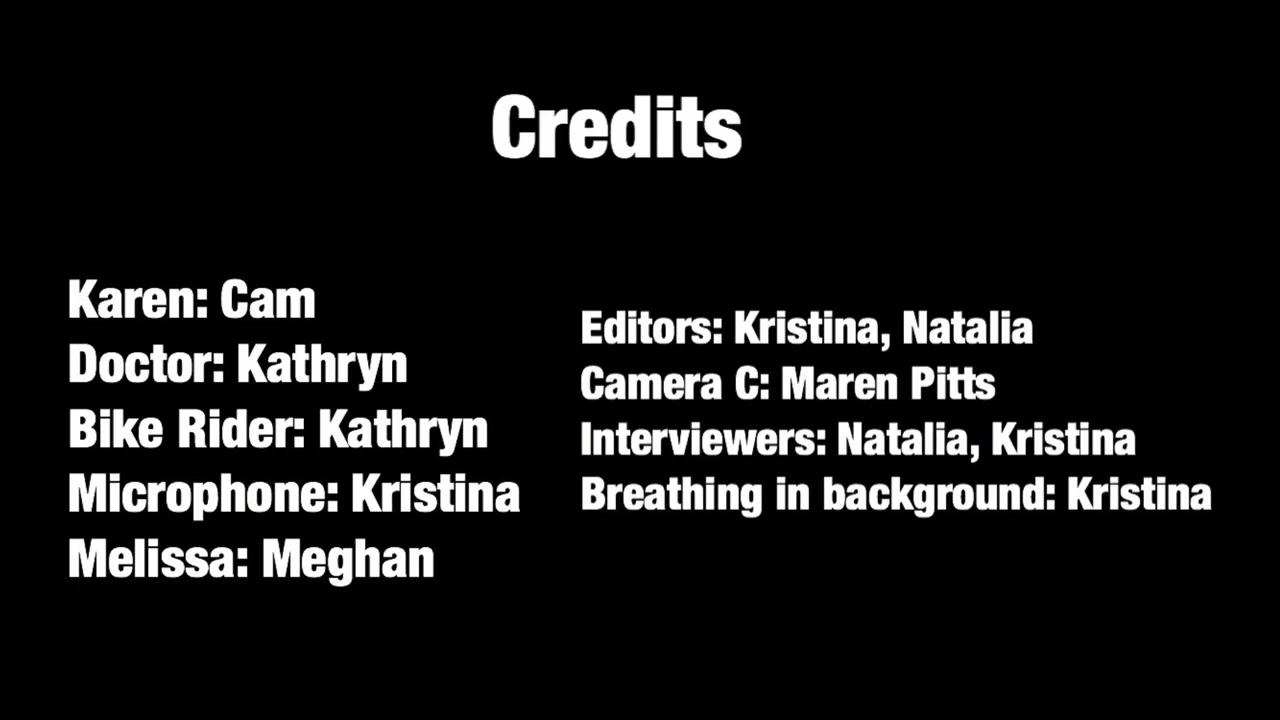 Credits
Karen: Cam
Doctor: Kathryn
Bike Rider: Kathryn
Microphone: Kristina
Melissa: Meghan
Editors: Kristina, Natalia
Camera C: Maren Pitts
Interviewers: Natalia, Kristina
Breathing in background: Kristina